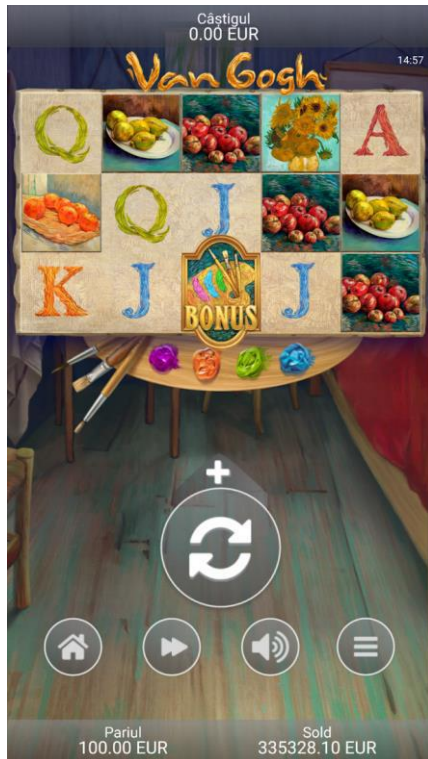 Câștigul
0.00 EUR
14:57
Van Gogh
Q A
Q J
K J BONUS J
Pariul Sold
100.00 EUR 335328.10 EUR